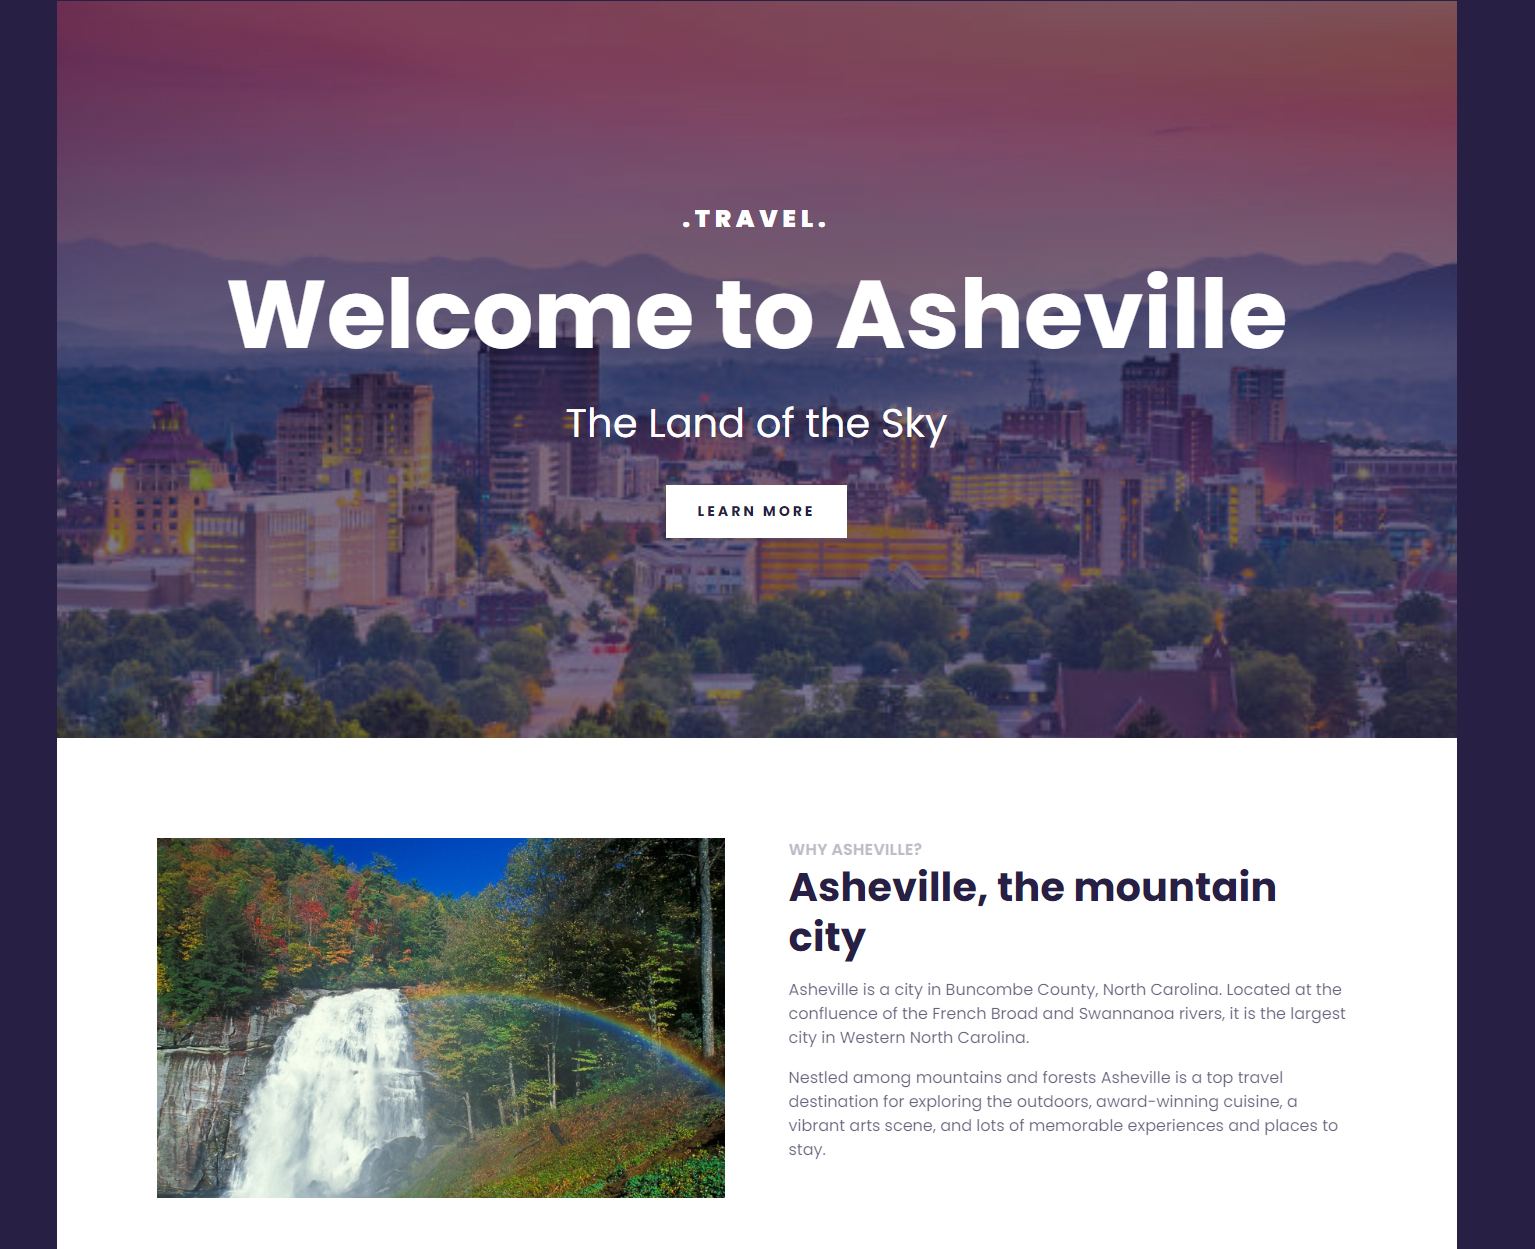 .TRAVEL.
Welcome to Asheville
The Land of the Sky
LEARN MORE
WHY ASHEVILLE?
Asheville, the mountain
city
Asheville is a city in Buncombe County, North Carolina. Located at the
confluence of the French Broad and Swannanoa rivers, it is the largest
city in Western North Carolina.
Nestled among mountains and forests Asheville is a top travel
destination for exploring the outdoors, award-winning cuisine, a
vibrant arts scene, and lots of memorable experiences and places to
stay.